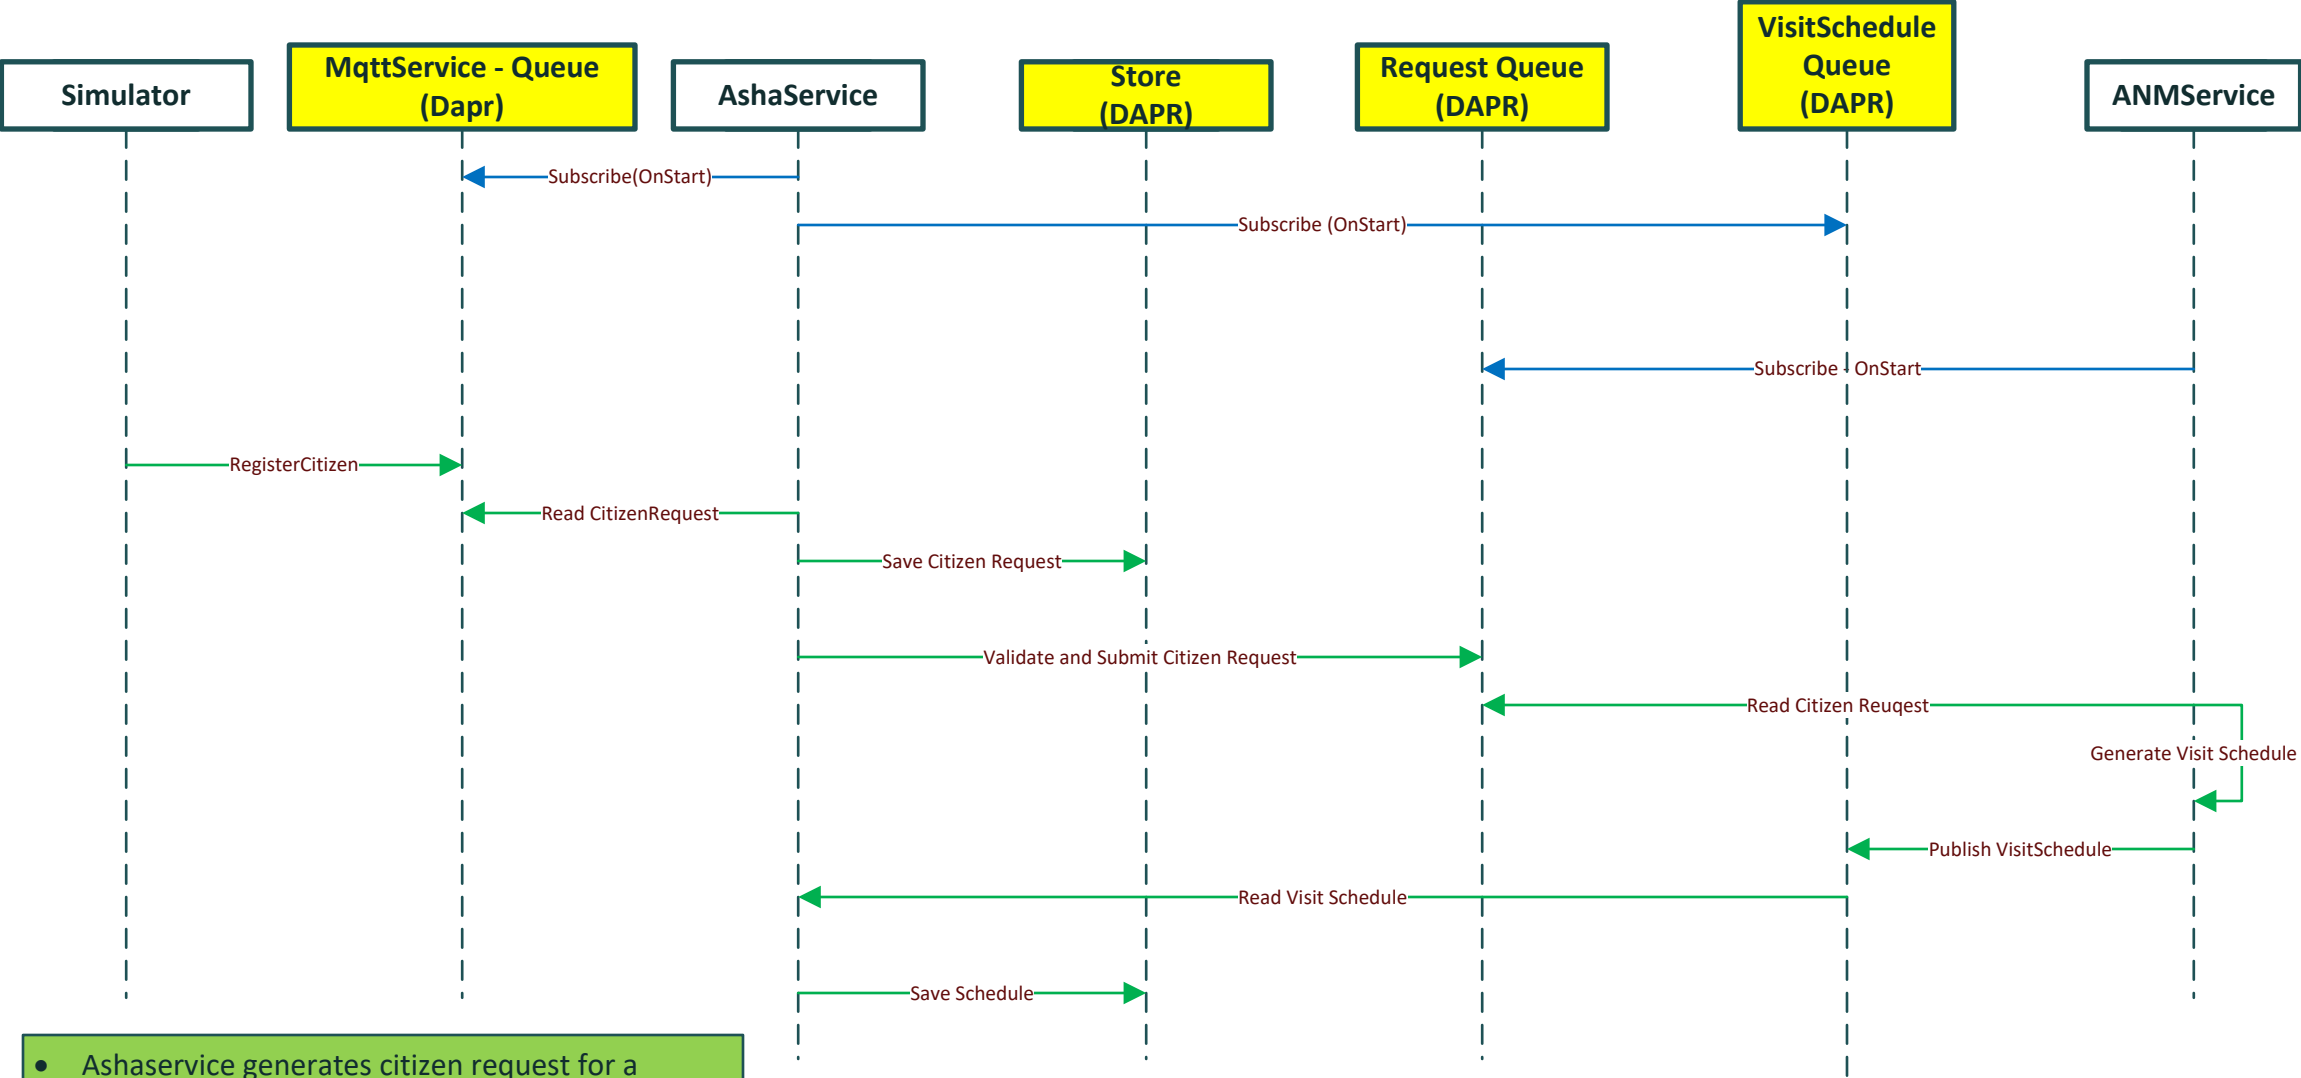 Simulator
MqttService - Queue
(Dapr)
AshaService
Store
(DAPR)
Request Queue
(DAPR)
VisitSchedule
Queue
(DAPR)
ANMService
Subscribe(OnStart)
Subscribe (OnStart)
Subscribe - OnStart
RegisterCitizen
Read CitizenRequest
Save Citizen Request
Validate and Submit Citizen Request
Read Citizen Reuqest
Generate Visit Schedule
Publish VisitSchedule
Read Visit Schedule
Save Schedule
• Ashaservice generates citizen request for a